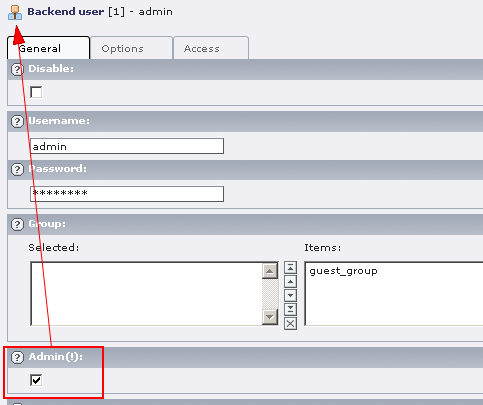 Backend user [1] - admin
General Options Access
? Disable:
? Username:
admin
? Password:
********
? Group:
Selected: Items:
guest_group
? Admin(!):